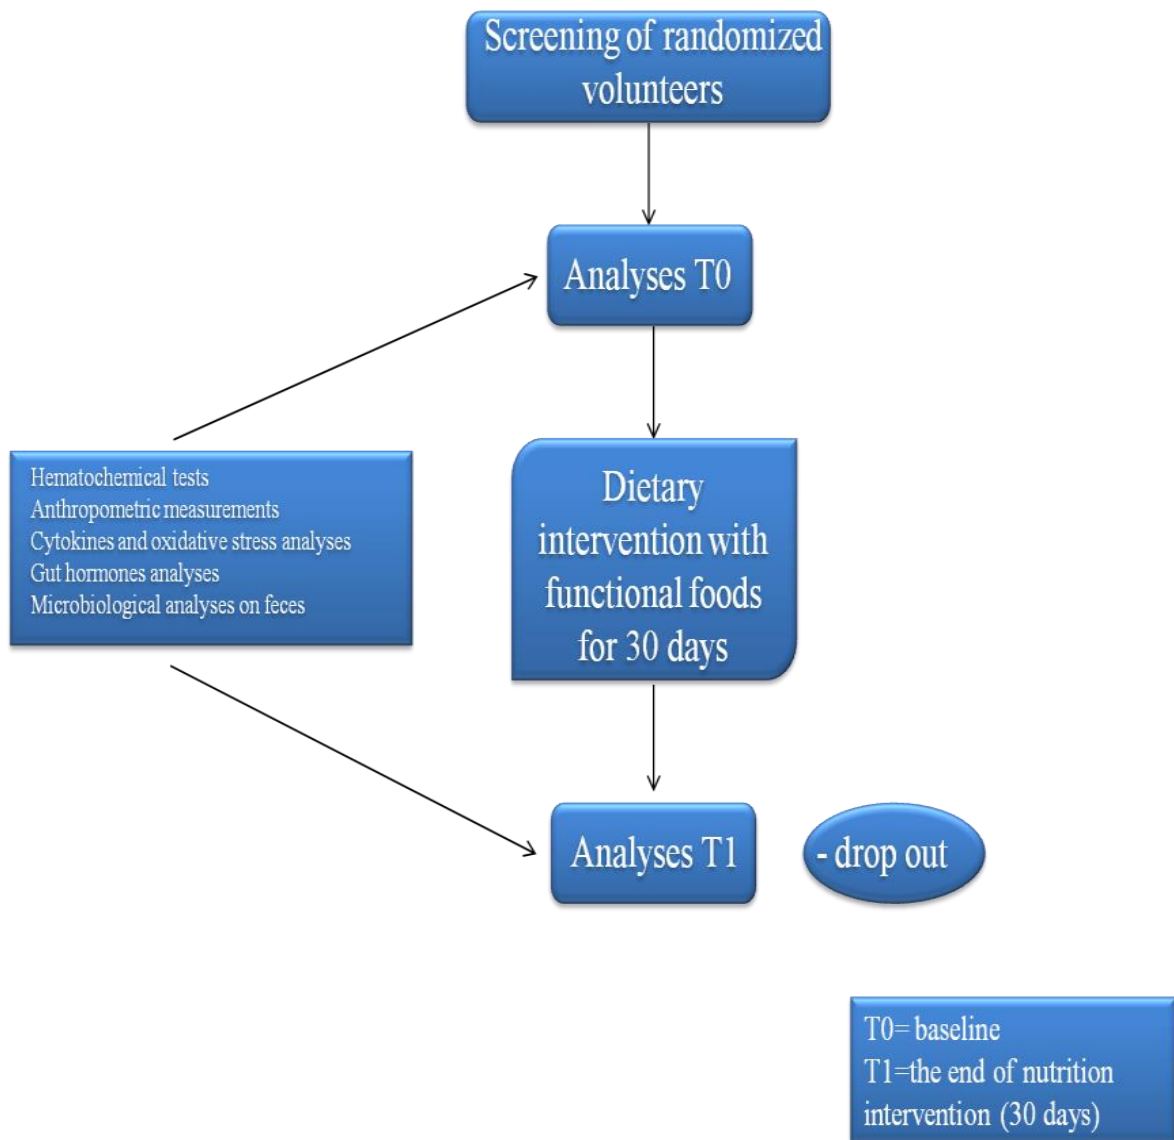 Screening of randomized
volunteers
Analyses T0
Hematochemical tests
Anthropometric measurements
Cytokines and oxidative stress analyses
Gut hormones analyses
Microbiological analyses on feces
Dietary
intervention with
functional foods
for 30 days
Analyses T1
- drop out
T0= baseline
T1=the end of nutrition
intervention (30 days)